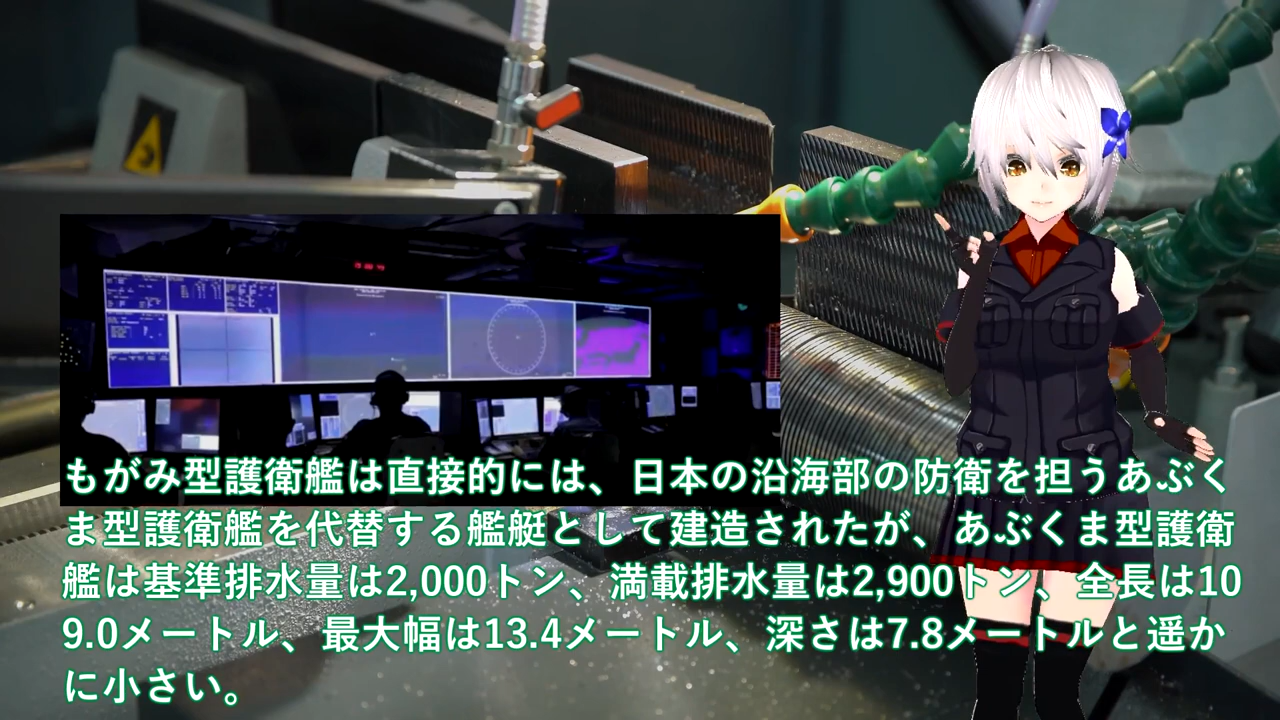 もがみ型護衛艦は直接的には、日本の沿海部の防衛を担うあぶく
ま型護衛艦を代替する艦艇として建造されたが、あぶくま型護衛
艦は基準排水量は2,000トン、満載排水量は2,900トン、全長は10
9.0メートル、最大幅は13.4メートル、深さは7.8メートルと遥か
に小さい。